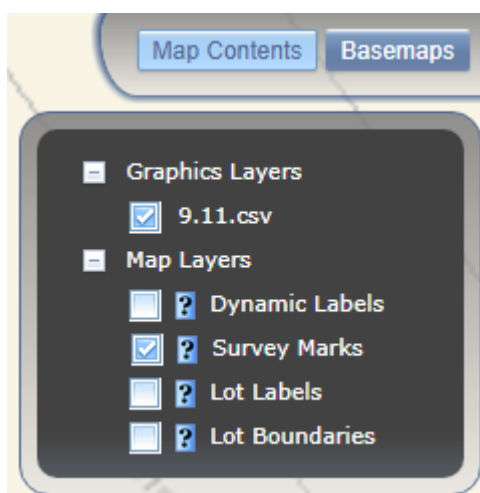 Map Contents Basemaps
Graphics Layers
9.11.csv
Map Layers
? Dynamic Labels
? Survey Marks
? Lot Labels
? Lot Boundaries